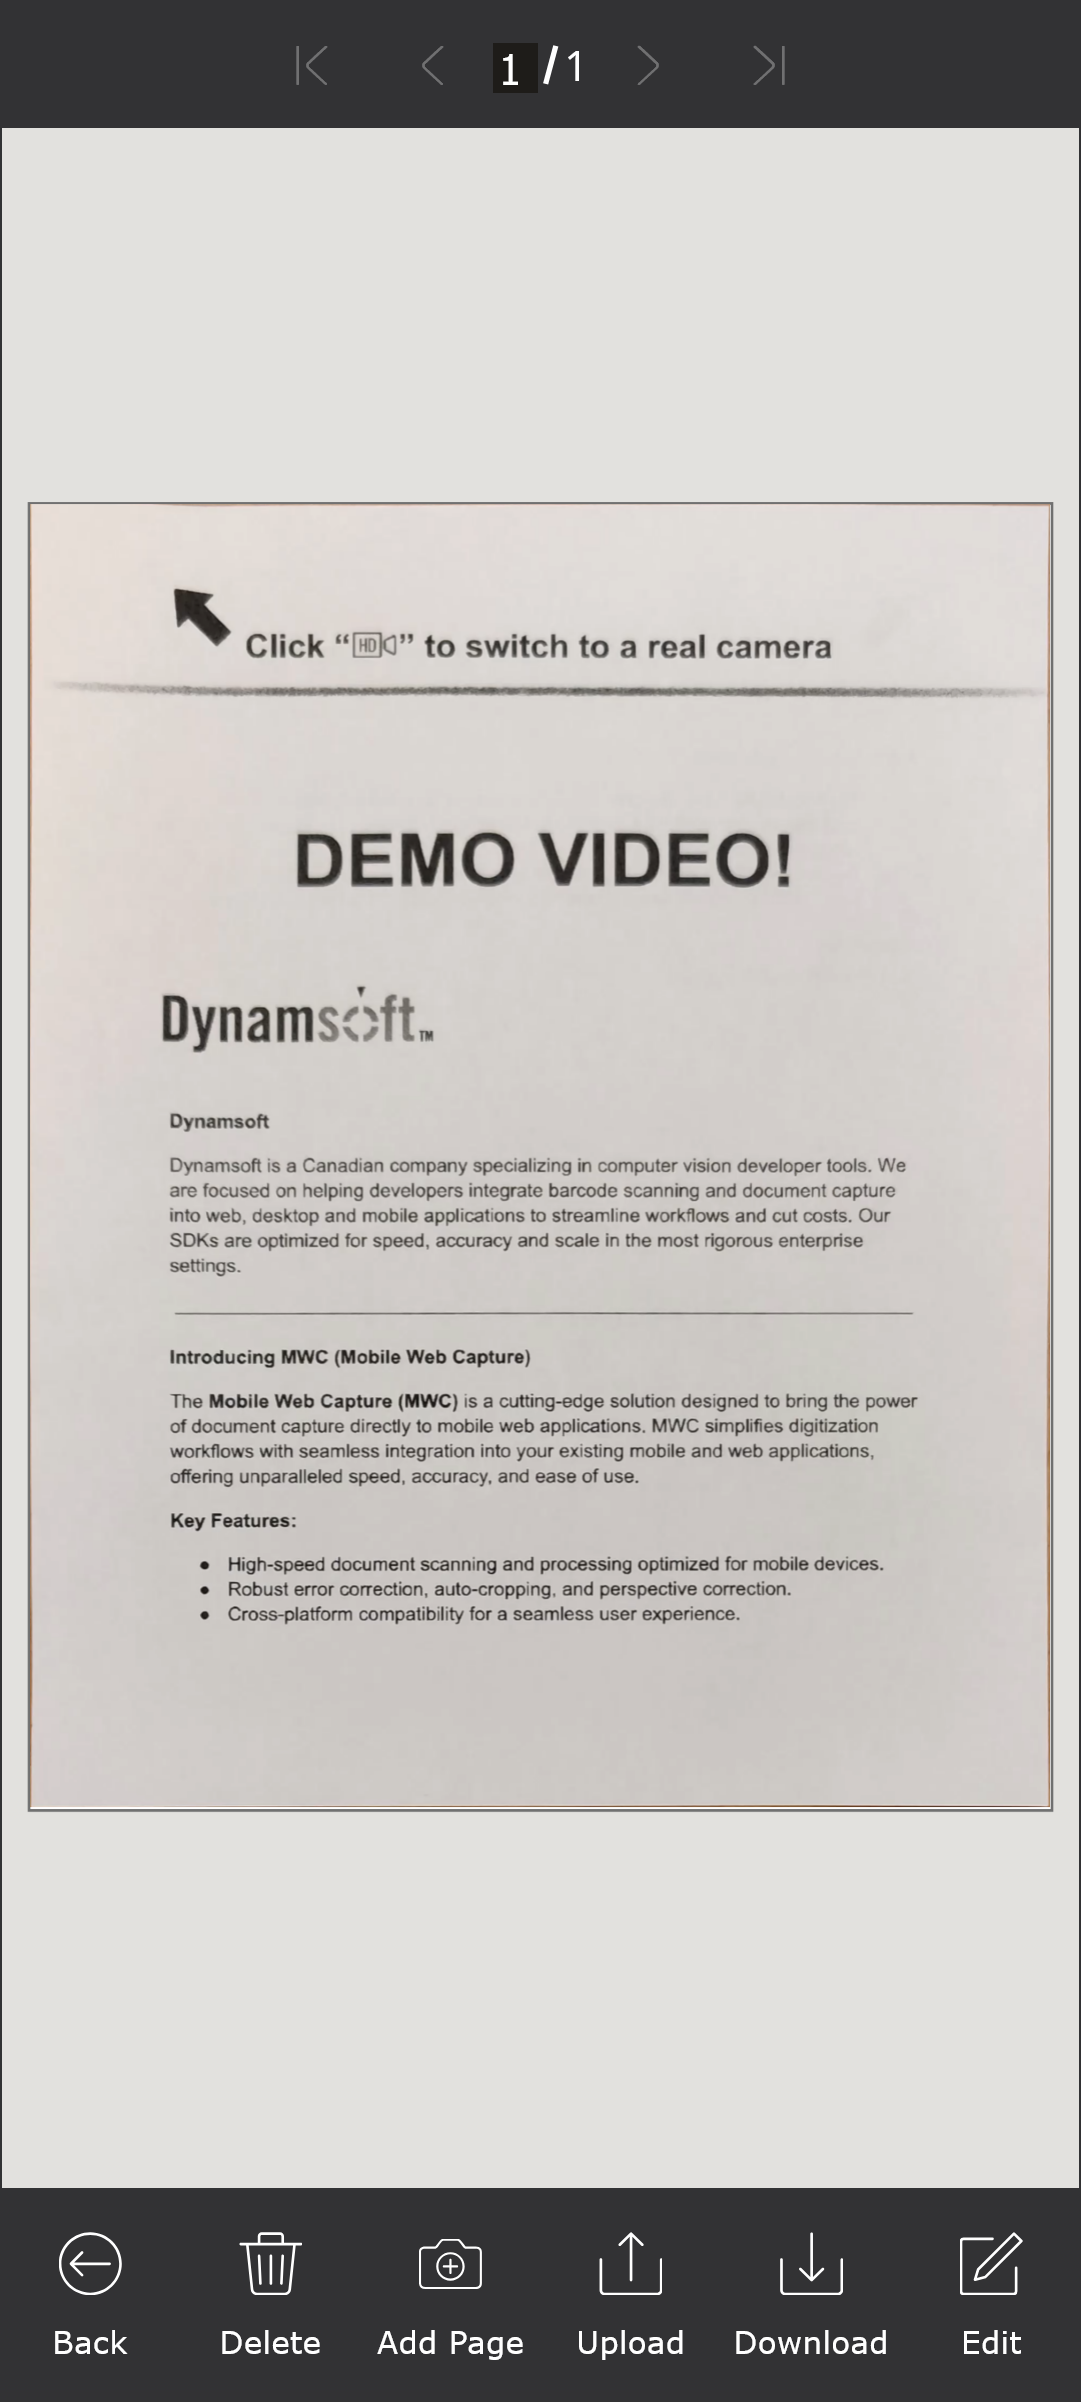 1 / 1
Click “HD” to switch to a real camera
DEMO VIDEO!
Dynamsoft™
Dynamsoft
Dynamsoft is a Canadian company specializing in computer vision developer tools. We
are focused on helping developers integrate barcode scanning and document capture
into web, desktop and mobile applications to streamline workflows and cut costs. Our
SDKs are optimized for speed, accuracy and scale in the most rigorous enterprise
settings.
Introducing MWC (Mobile Web Capture)
The Mobile Web Capture (MWC) is a cutting-edge solution designed to bring the power
of document capture directly to mobile web applications. MWC simplifies digitization
workflows with seamless integration into your existing mobile and web applications,
offering unparalleled speed, accuracy, and ease of use.
Key Features:
● High-speed document scanning and processing optimized for mobile devices.
● Robust error correction, auto-cropping, and perspective correction.
● Cross-platform compatibility for a seamless user experience.
Back Delete Add Page Upload Download Edit